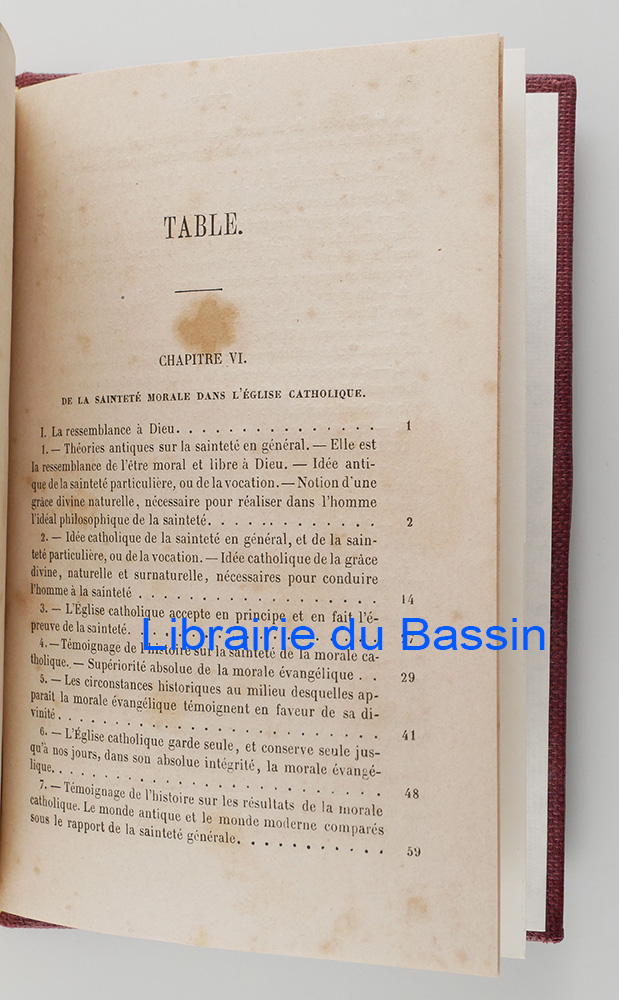 TABLE.
CHAPITRE VI.
DE LA SAINTETÉ MORALE DANS L'ÉGLISE CATHOLIQUE.
I. La ressemblance à Dieu. . . . . . . . . . . . . . . 1
1. — Théories antiques sur la sainteté en général. — Elle est
la ressemblance de l'être moral et libre à Dieu. — Idée anti-
que de la sainteté particulière, ou de la vocation. — Notion d'une
grâce divine naturelle, nécessaire pour réaliser dans l'homme
l'idéal philosophique de la sainteté. . . . . . . . . . . . . 2
2. — Idée catholique de la sainteté en général, et de la sain-
teté particulière, ou de la vocation. — Idée catholique de la grâce
divine, naturelle et surnaturelle, nécessaires pour conduire
l'homme à la sainteté . . . . . . . . . . . . . . . . . 14
3. — L'Église catholique accepte en principe et en fait l'é-
preuve de la sainteté. . . . . . . . . . . . . . .
Librairie du Bassin
4. — Témoignage de l'histoire sur la sainteté de la morale ca-
tholique. — Supériorité absolue de la morale évangélique . . 29
5. — Les circonstances historiques au milieu desquelles ap-
paraît la morale évangélique témoignent en faveur de sa di-
vinité. . . . . . . . . . . . . . . . . . . . . . 41
6. — L'Église catholique garde seule, et conserve seule jus-
qu'à nos jours, dans son absolue intégrité, la morale évangé-
lique. . . . . . . . . . . . . . . . . . . . . . 48
7. — Témoignage de l'histoire sur les résultats de la morale
catholique. Le monde antique et le monde moderne comparés
sous le rapport de la sainteté générale. . . . . . . . . . . 59